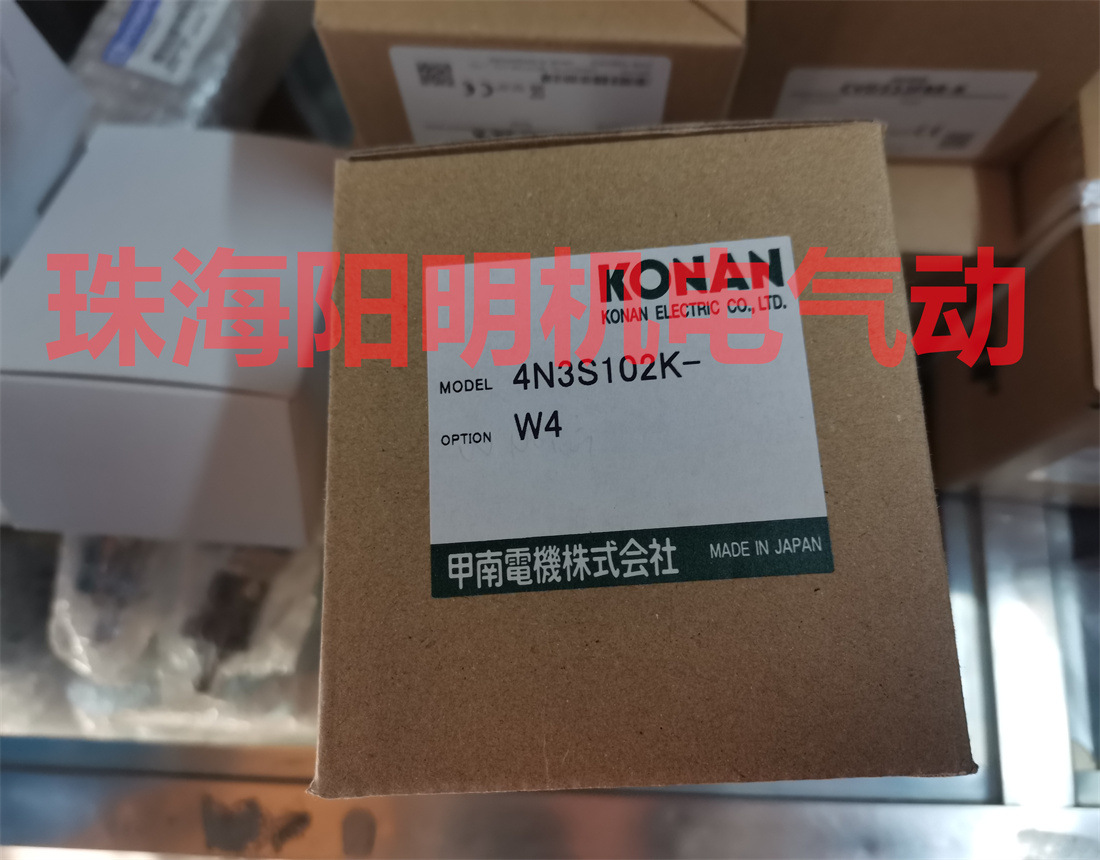 珠海阳明机电气动
KONAN
KONAN ELECTRIC CO., LTD.
MODEL 4N3S102K-
OPTION W4
甲南電機株式会社 MADE IN JAPAN